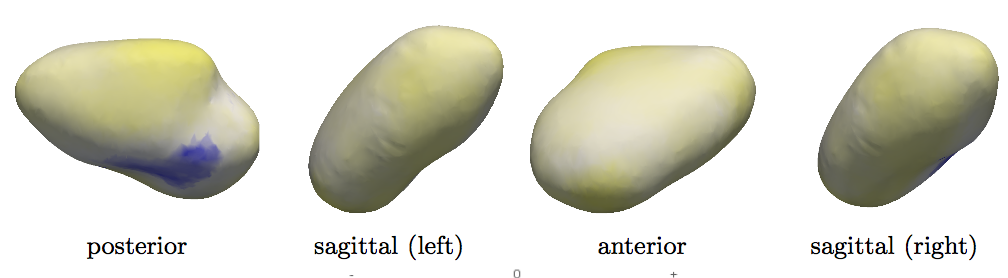 posterior sagittal (left) anterior sagittal (right)
- 0 +